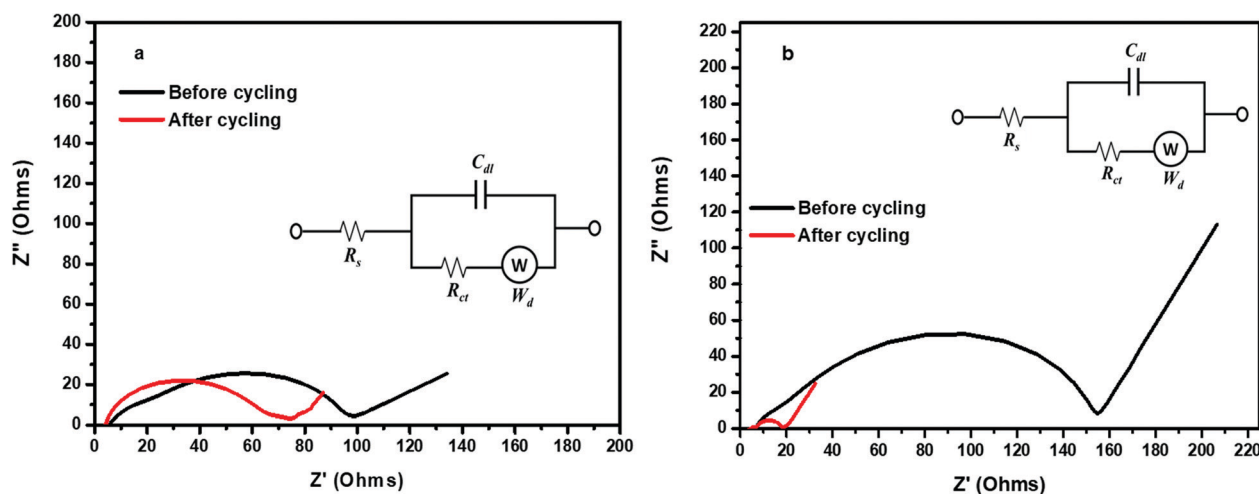 a
Before cycling
After cycling
C_dl
R_s
R_ct
W
W_d
Z'' (Ohms)
200
180
160
140
120
100
80
60
40
20
0
0 20 40 60 80 100 120 140 160 180 200
Z' (Ohms)
b
C_dl
R_s
R_ct
W
W_d
Before cycling
After cycling
Z'' (Ohms)
220
200
180
160
140
120
100
80
60
40
20
0
0 20 40 60 80 100 120 140 160 180 200 220
Z' (Ohms)